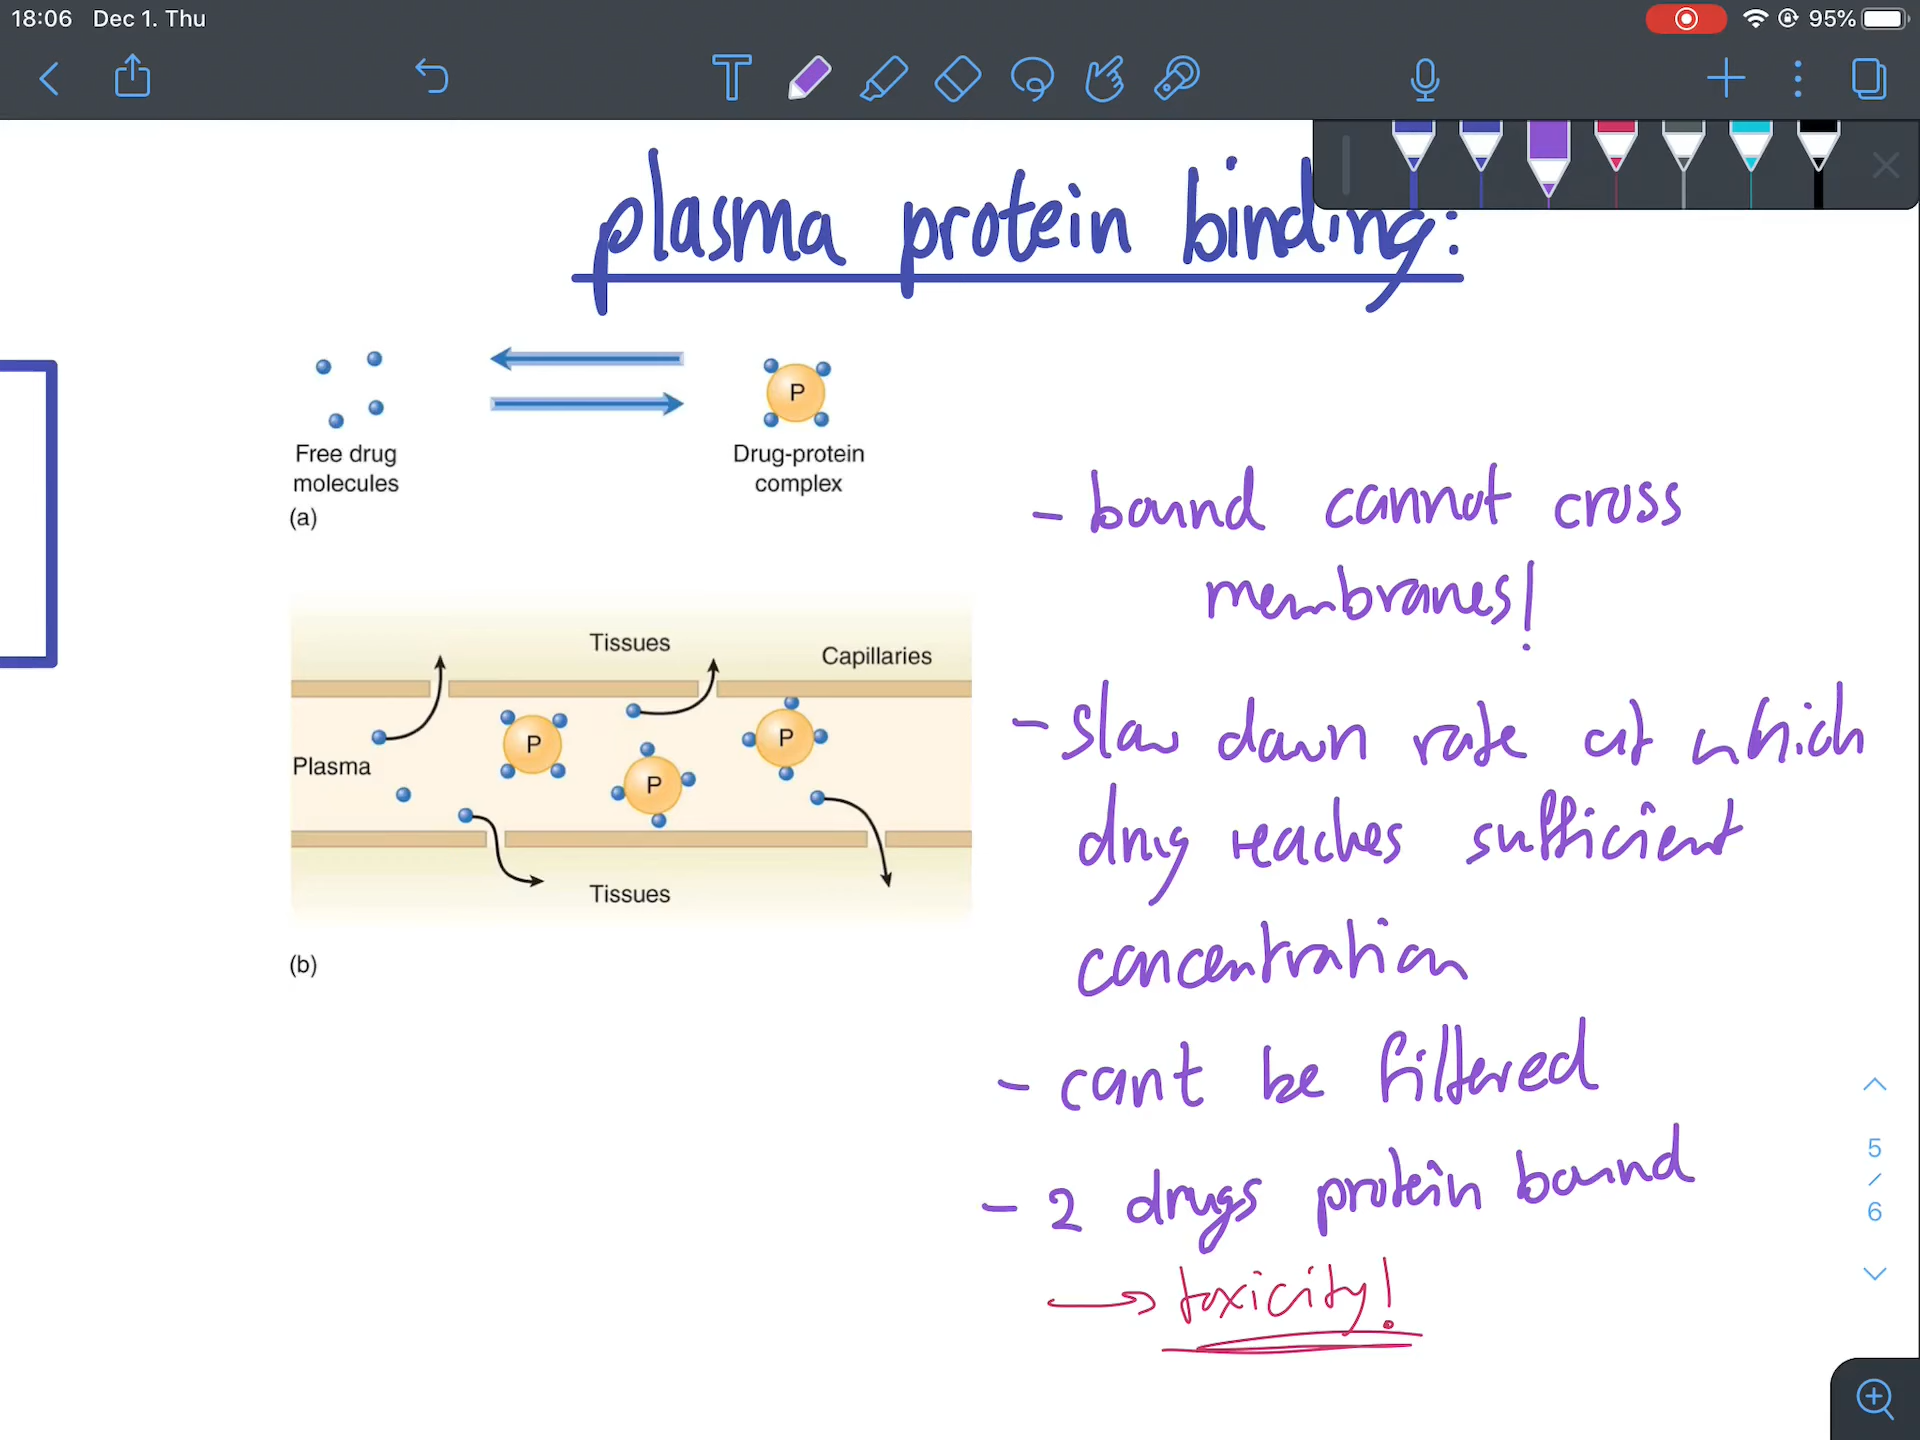 18:06 Dec 1. Thu
95%
plasma protein binding:
P
Free drug
molecules
Drug-protein
complex
(a)
- bound cannot cross
membranes!
Tissues
Capillaries
P
P
P
Plasma
Tissues
(b)
- slow down rate at which
drug reaches sufficient
concentration
- cant be filtered
- 2 drugs protein bound
→ toxicity!
5
/
6